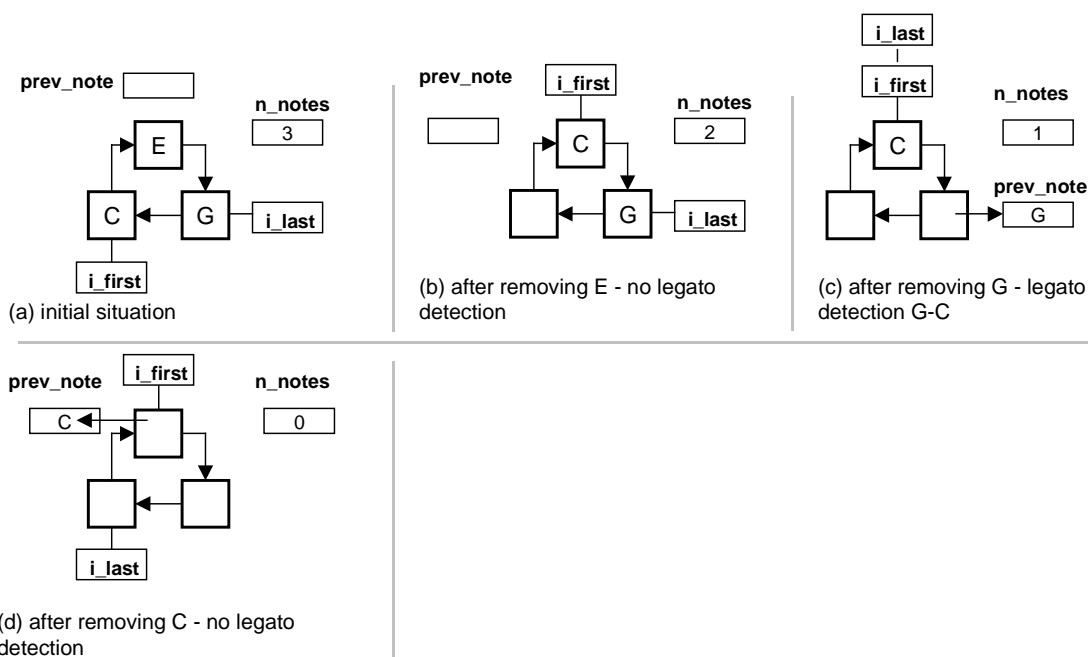 prev_note
n_notes
3
E
C
G
i_last
i_first
(a) initial situation
prev_note
i_first
n_notes
2
C
G
i_last
(b) after removing E - no legato
detection
i_last
i_first
n_notes
1
C
prev_note
G
(c) after removing G - legato
detection G-C
prev_note
i_first
n_notes
C
0
i_last
(d) after removing C - no legato
detection